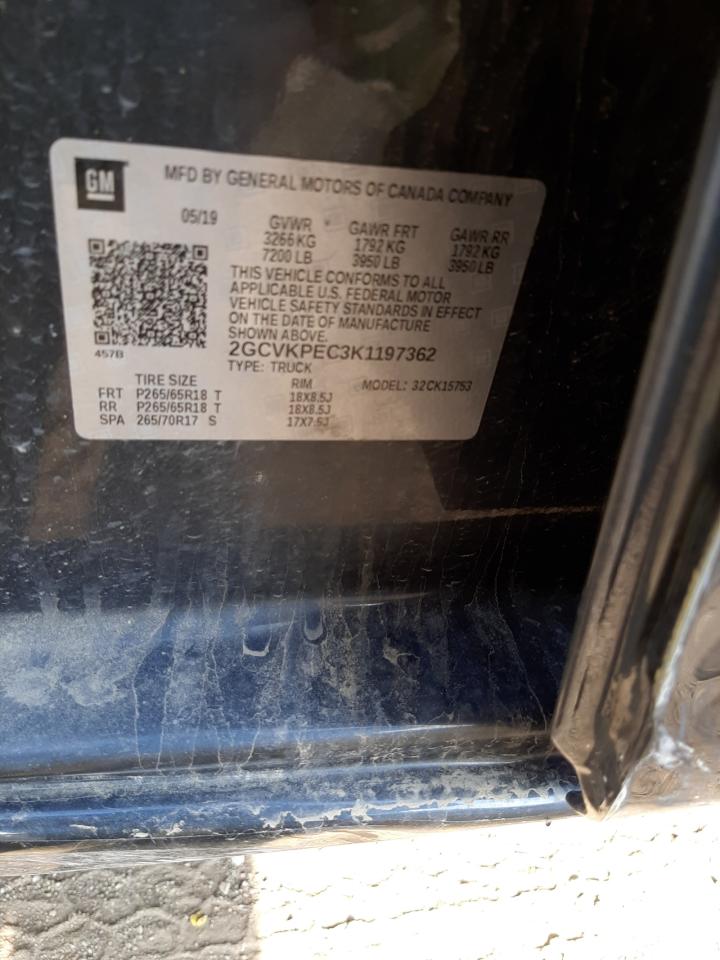 GM
MFD BY GENERAL MOTORS OF CANADA COMPANY
05/19
GVWR GAWR FRT GAWR RR
3266 KG 1792 KG 1792 KG
7200 LB 3950 LB 3950 LB
THIS VEHICLE CONFORMS TO ALL
APPLICABLE U.S. FEDERAL MOTOR
VEHICLE SAFETY STANDARDS IN EFFECT
ON THE DATE OF MANUFACTURE
SHOWN ABOVE.
457B
2GCVKPEC3K1197362
TYPE: TRUCK
TIRE SIZE RIM MODEL: 32CK15753
FRT P265/65R18 T 18X8.5J
RR P265/65R18 T 18X8.5J
SPA 265/70R17 S 17X7.5J